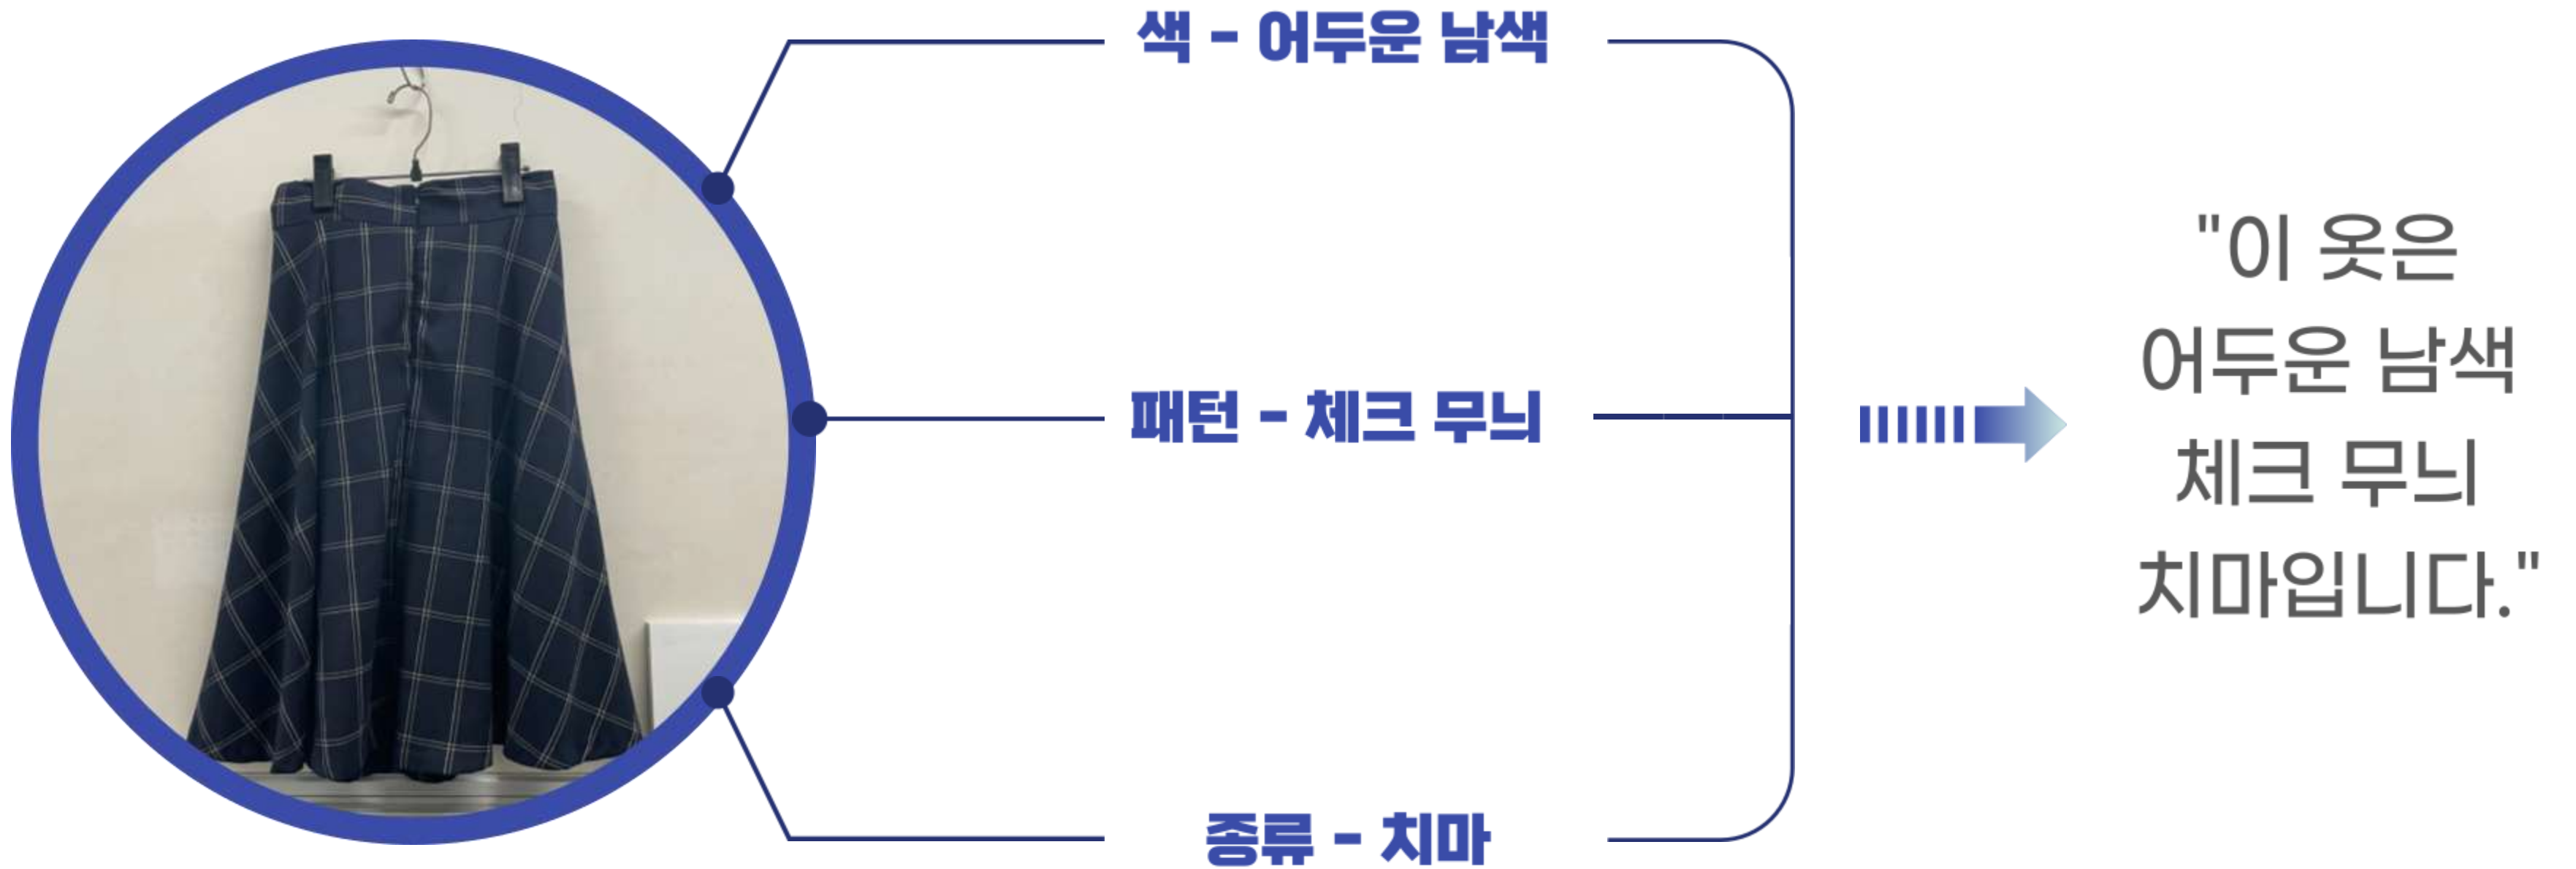 색 - 어두운 남색
패턴 - 체크 무늬
종류 - 치마
"이 옷은
어두운 남색
체크 무늬
치마입니다."